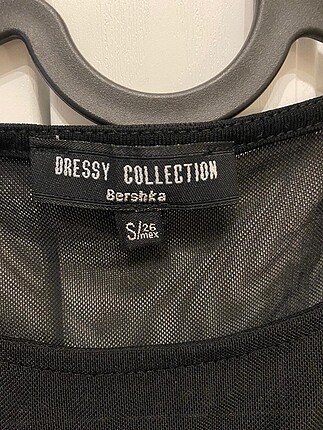 DRESSY COLLECTION
Bershka
S/26 mex